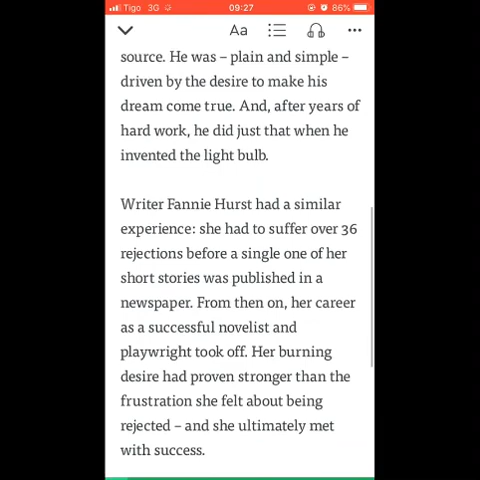 Tigo 3G 09:27 86%
Aa
source. He was – plain and simple –
driven by the desire to make his
dream come true. And, after years of
hard work, he did just that when he
invented the light bulb.
Writer Fannie Hurst had a similar
experience: she had to suffer over 36
rejections before a single one of her
short stories was published in a
newspaper. From then on, her career
as a successful novelist and
playwright took off. Her burning
desire had proven stronger than the
frustration she felt about being
rejected – and she ultimately met
with success.